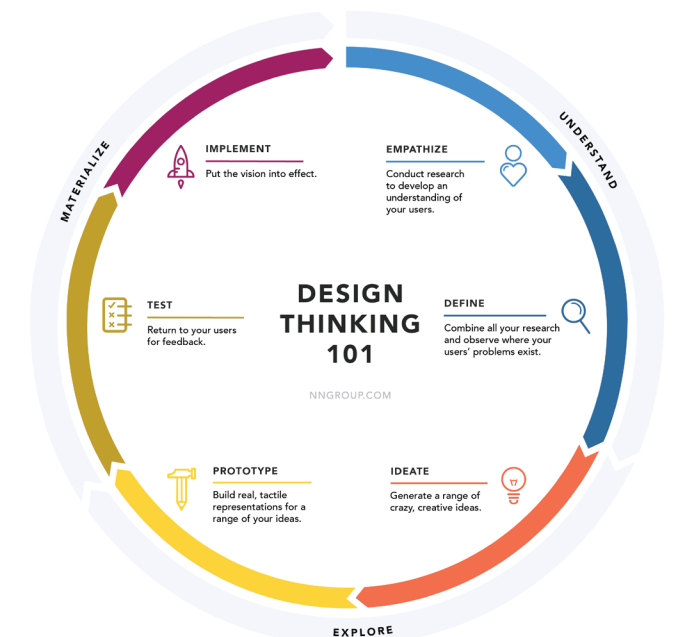 UNDERSTAND
EMPATHIZE
Conduct research
to develop an
understanding of
your users.
DEFINE
Combine all your research
and observe where your
users’ problems exist.
IDEATE
Generate a range of
crazy, creative ideas.
EXPLORE
PROTOTYPE
Build real, tactile
representations for a
range of your ideas.
TEST
Return to your users
for feedback.
MATERIALIZE
IMPLEMENT
Put the vision into effect.
DESIGN
THINKING
101
NNGROUP.COM